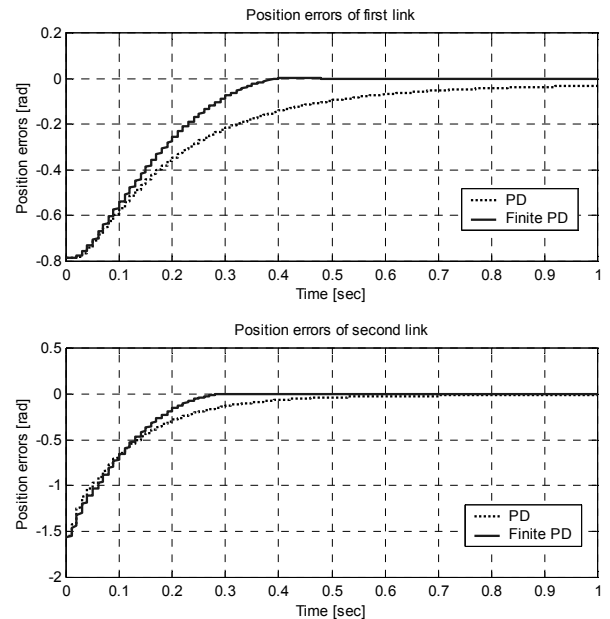 Position errors of first link
0.2
0
-0.2
-0.4
-0.6
-0.8
Position errors [rad]
PD
Finite PD
0 0.1 0.2 0.3 0.4 0.5 0.6 0.7 0.8 0.9 1
Time [sec]
Position errors of second link
0.5
0
-0.5
-1
-1.5
-2
Position errors [rad]
PD
Finite PD
0 0.1 0.2 0.3 0.4 0.5 0.6 0.7 0.8 0.9 1
Time [sec]